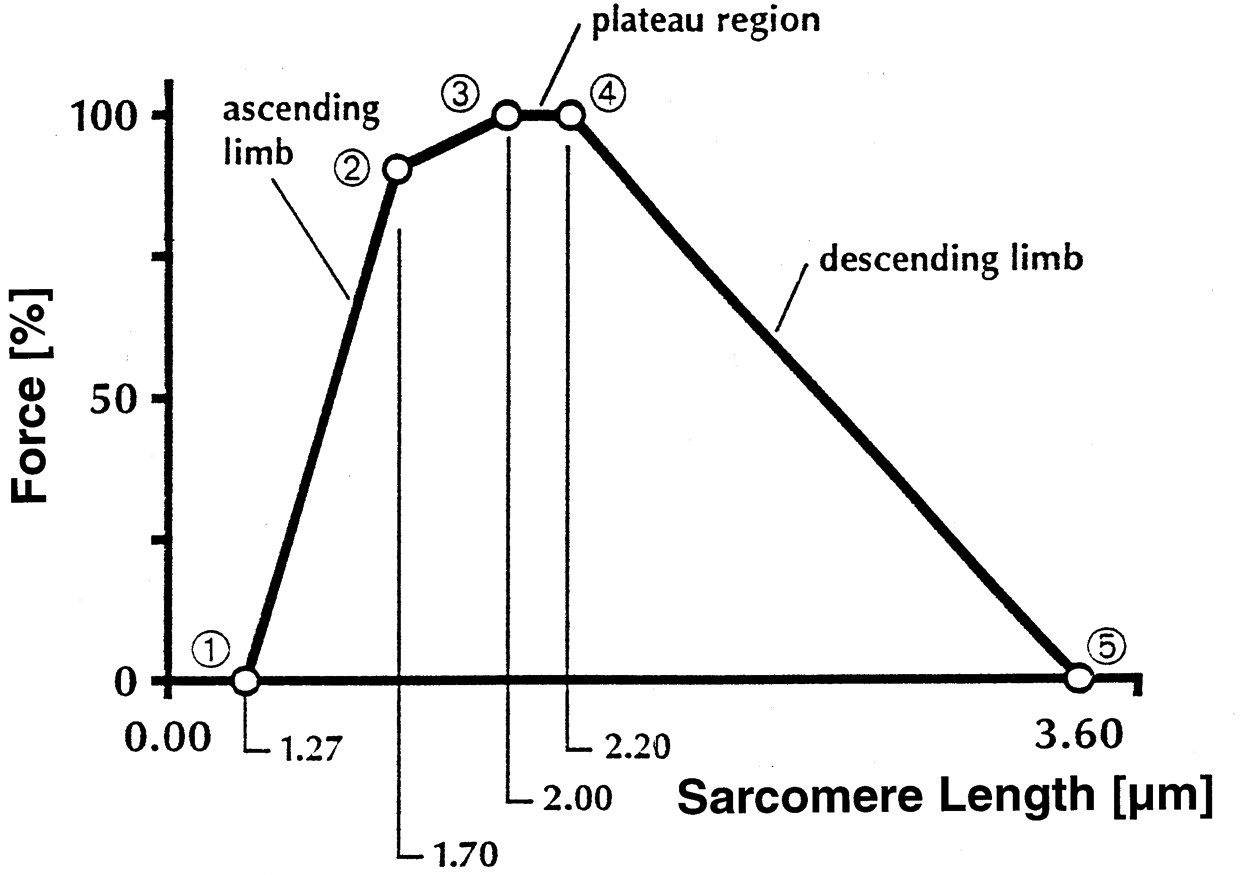 plateau region
100
ascending
limb
③
④
②
descending limb
Force [%]
50
①
⑤
0
0.00
1.27
2.20
3.60
2.00
Sarcomere Length [µm]
1.70